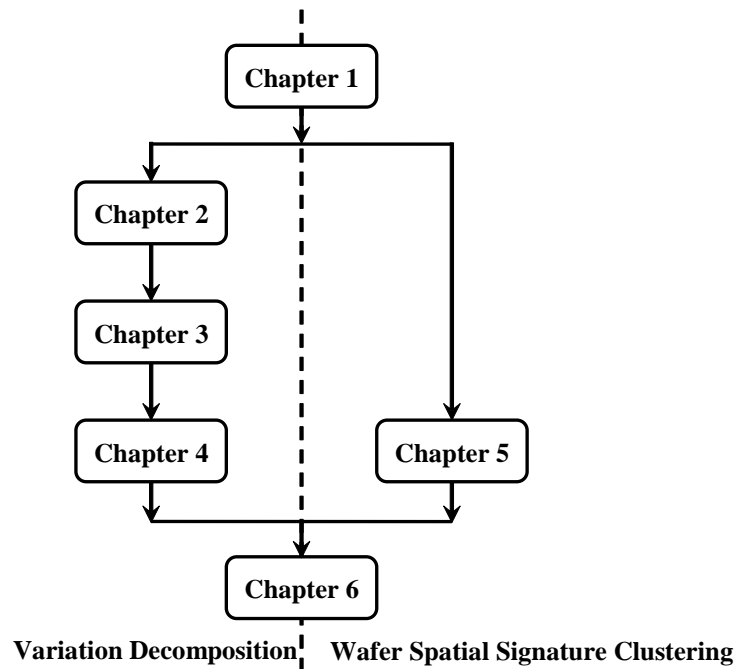 Chapter 1
Chapter 2
Chapter 3
Chapter 4
Chapter 5
Chapter 6
Variation Decomposition
Wafer Spatial Signature Clustering